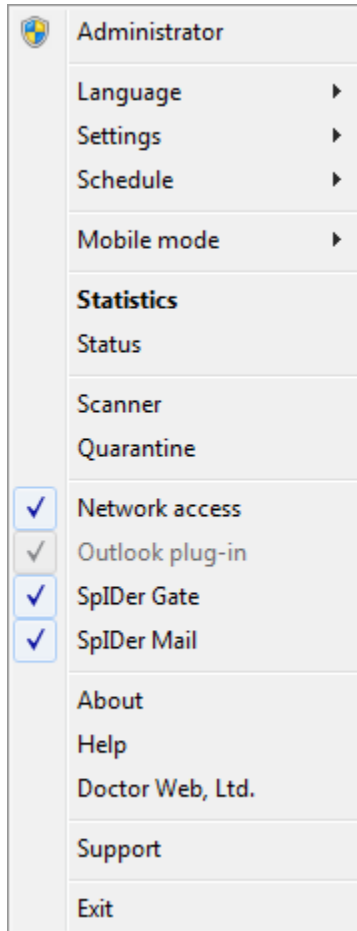 Administrator
Language
Settings
Schedule
Mobile mode
Statistics
Status
Scanner
Quarantine
Network access
Outlook plug-in
SpIDer Gate
SpIDer Mail
About
Help
Doctor Web, Ltd.
Support
Exit